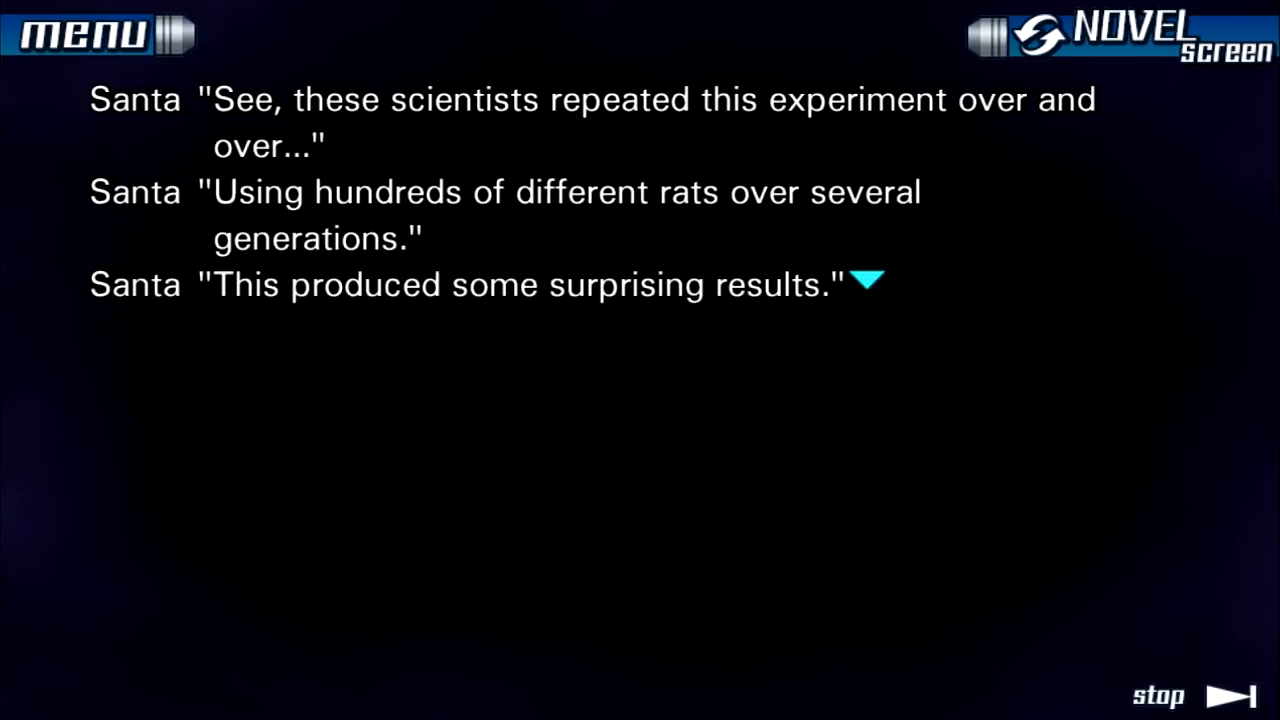 menu
NOVEL
screen
Santa "See, these scientists repeated this experiment over and
over..."
Santa "Using hundreds of different rats over several
generations."
Santa "This produced some surprising results."
stop